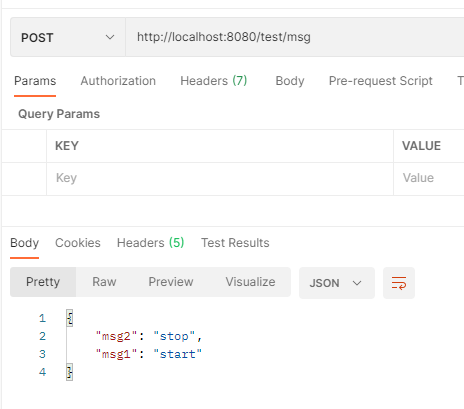 POST http://localhost:8080/test/msg
Params Authorization Headers (7) Body Pre-request Script T
Query Params
KEY VALUE
Key Value
Body Cookies Headers (5) Test Results
Pretty Raw Preview Visualize JSON
1 {
2 "msg2": "stop",
3 "msg1": "start"
4 }